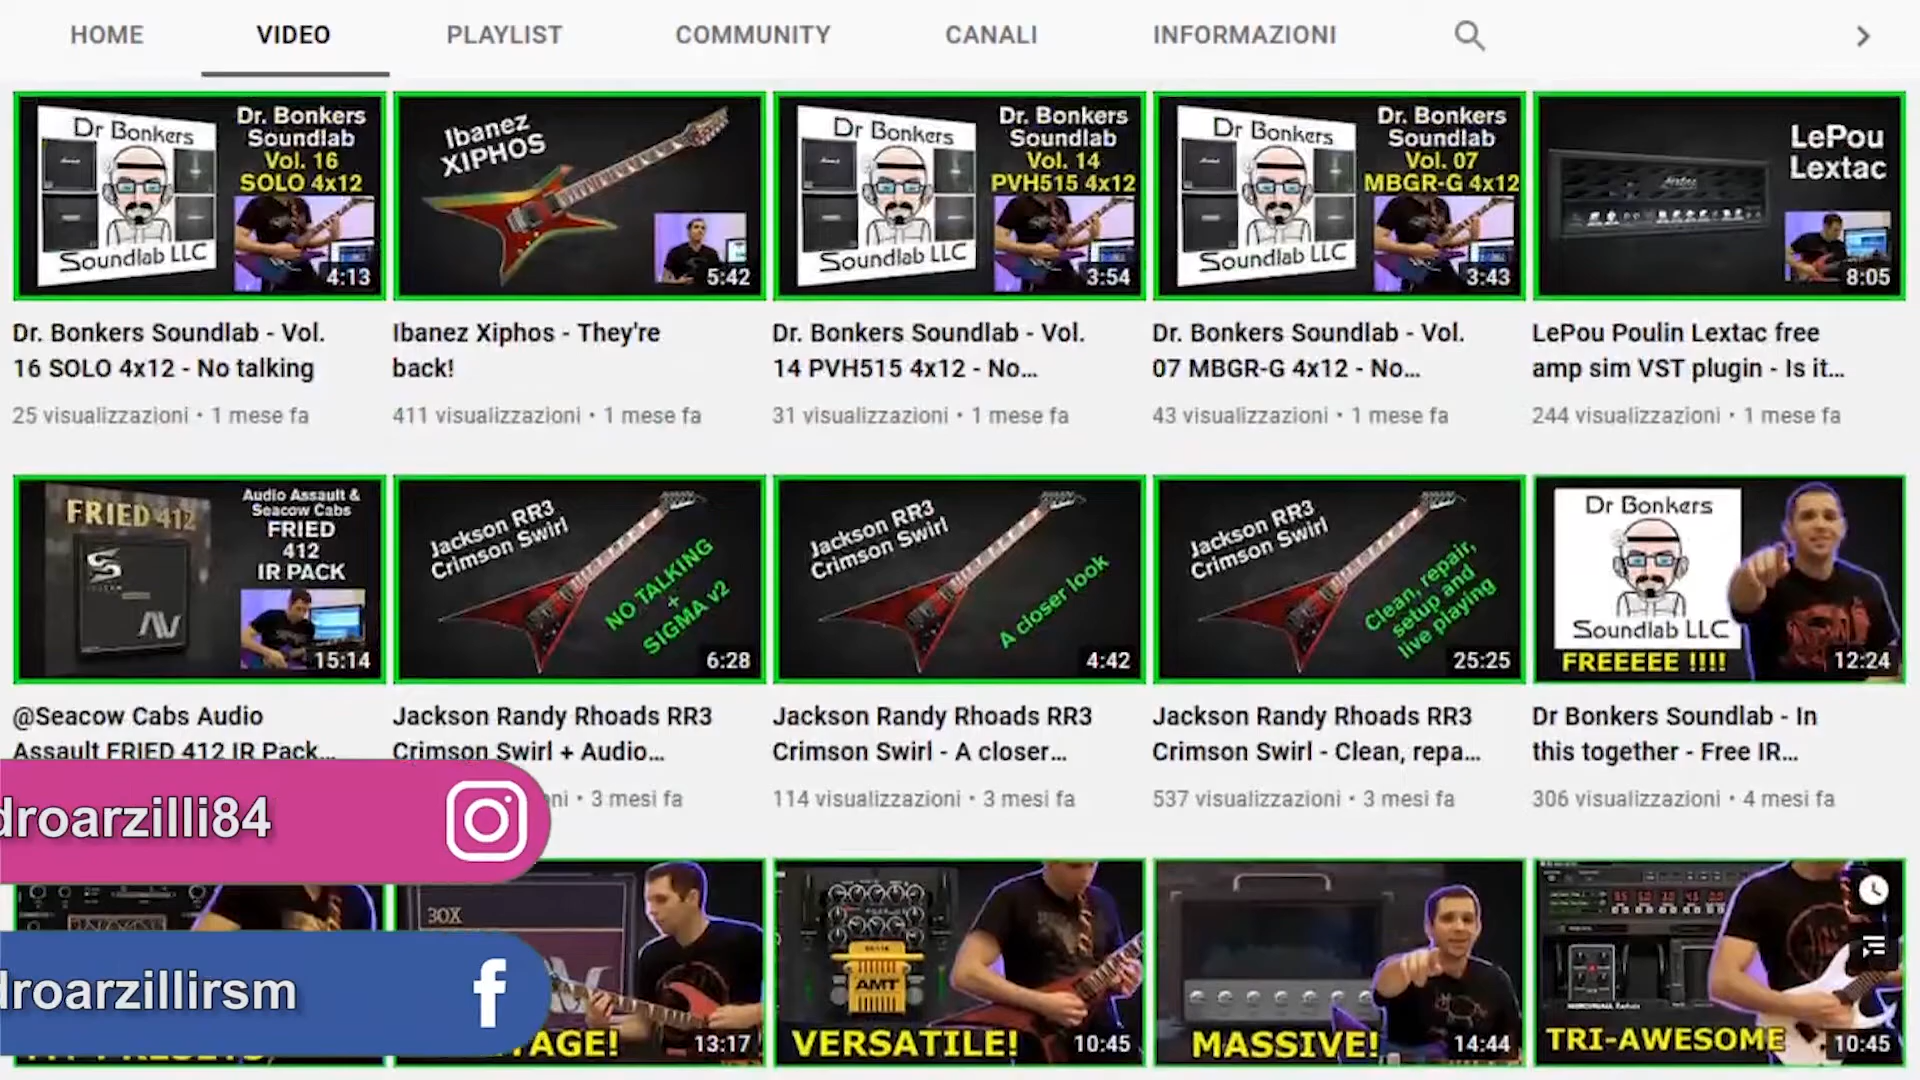 HOME VIDEO PLAYLIST COMMUNITY CANALI INFORMAZIONI
Dr Bonkers
Soundlab LLC
Dr. Bonkers
Soundlab
Vol. 16
SOLO 4x12
4:13
Ibanez
XIPHOS
5:42
Dr Bonkers
Soundlab LLC
Dr. Bonkers
Soundlab
Vol. 14
PVH515 4x12
3:54
Dr Bonkers
Soundlab LLC
Dr. Bonkers
Soundlab
Vol. 07
MBGR-G 4x12
3:43
LePou
Lextac
8:05
Dr. Bonkers Soundlab - Vol.
16 SOLO 4x12 - No talking
25 visualizzazioni • 1 mese fa
Ibanez Xiphos - They're
back!
411 visualizzazioni • 1 mese fa
Dr. Bonkers Soundlab - Vol.
14 PVH515 4x12 - No...
31 visualizzazioni • 1 mese fa
Dr. Bonkers Soundlab - Vol.
07 MBGR-G 4x12 - No...
43 visualizzazioni • 1 mese fa
LePou Poulin Lextac free
amp sim VST plugin - Is it...
244 visualizzazioni • 1 mese fa
FRIED 412
Audio Assault &
Seacow Cabs
FRIED
412
IR PACK
15:14
Jackson RR3
Crimson Swirl
NO TALKING
+
SIGMA v2
6:28
Jackson RR3
Crimson Swirl
A closer look
4:42
Jackson RR3
Crimson Swirl
Clean, repair,
setup and
live playing
25:25
Dr Bonkers
Soundlab LLC
FREEEEE !!!!
12:24
@Seacow Cabs Audio
Assault FRIED 412 IR Pack...
Jackson Randy Rhoads RR3
Crimson Swirl + Audio...
ni • 3 mesi fa
Jackson Randy Rhoads RR3
Crimson Swirl - A closer...
114 visualizzazioni • 3 mesi fa
Jackson Randy Rhoads RR3
Crimson Swirl - Clean, repa...
537 visualizzazioni • 3 mesi fa
Dr Bonkers Soundlab - In
this together - Free IR...
306 visualizzazioni • 4 mesi fa
droarzilli84
droarzillirsm
TAGE!
13:17
AMT
VERSATILE!
10:45
MASSIVE!
14:44
TRI-AWESOME
10:45